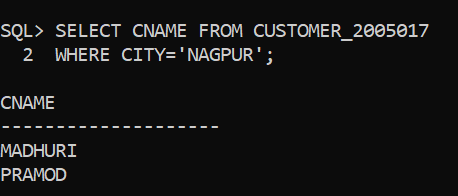 SQL> SELECT CNAME FROM CUSTOMER_2005017
  2  WHERE CITY='NAGPUR';
CNAME
--------------------
MADHURI
PRAMOD